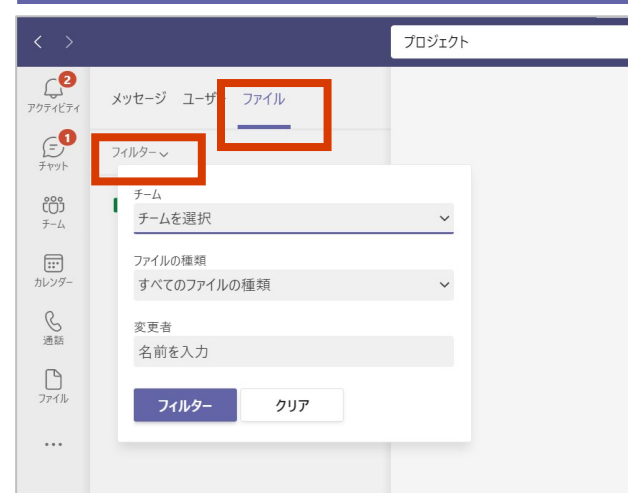 プロジェクト
2
アクティビティ
メッセージ ユーザー ファイル
1
チャット
フィルター
チーム
チーム
チームを選択
カレンダー
ファイルの種類
すべてのファイルの種類
通話
変更者
名前を入力
ファイル
フィルター クリア